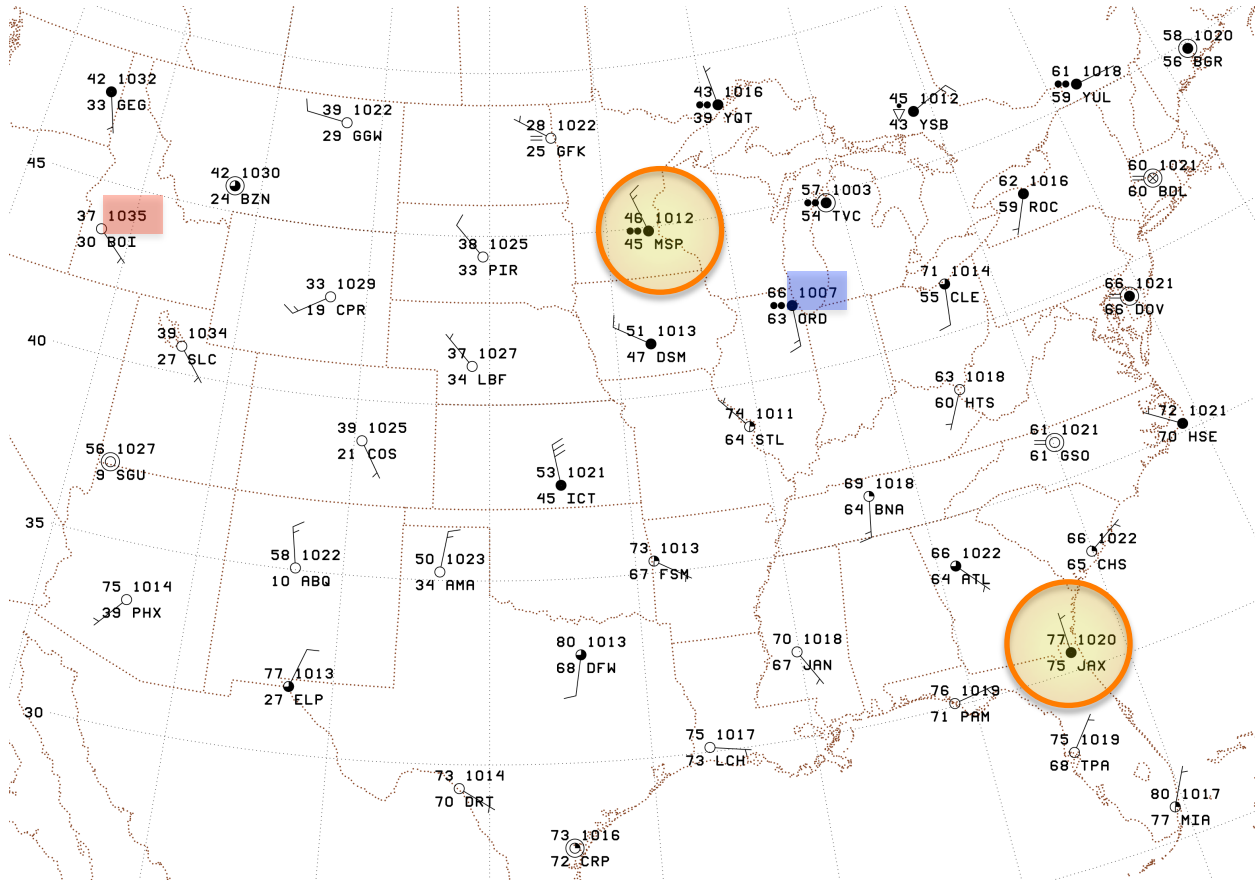 58 1020
56 BGR
42 1032
33 GEG
61 1018
59 YUL
43 1016
39 YQT
45 1012
43 YSB
39 1022
29 GGW
28 1022
25 GFK
45
42 1030
24 BZN
60 1021
60 BDL
62 1016
59 ROC
57 1003
54 TVC
37 1035
30 BOI
46 1012
45 MSP
38 1025
33 PIR
71 1014
55 CLE
33 1029
19 CPR
66 1007
63 ORD
66 1021
66 DOV
40
39 1034
27 SLC
51 1013
47 DSM
37 1027
34 LBF
63 1018
60 HTS
74 1011
64 STL
72 1021
70 HSE
39 1025
21 COS
61 1021
61 GSO
56 1027
9 SGU
53 1021
45 ICT
69 1018
64 BNA
35
58 1022
10 ABQ
50 1023
34 AMA
73 1013
67 FSM
66 1022
64 ATL
66 1022
65 CHS
75 1014
39 PHX
80 1013
68 DFW
70 1018
67 JAN
77 1020
75 JAX
77 1013
27 ELP
30
76 1019
71 PAM
75 1017
73 LCH
75 1019
68 TPA
73 1014
70 DRT
80 1017
77 MIA
73 1016
72 CRP